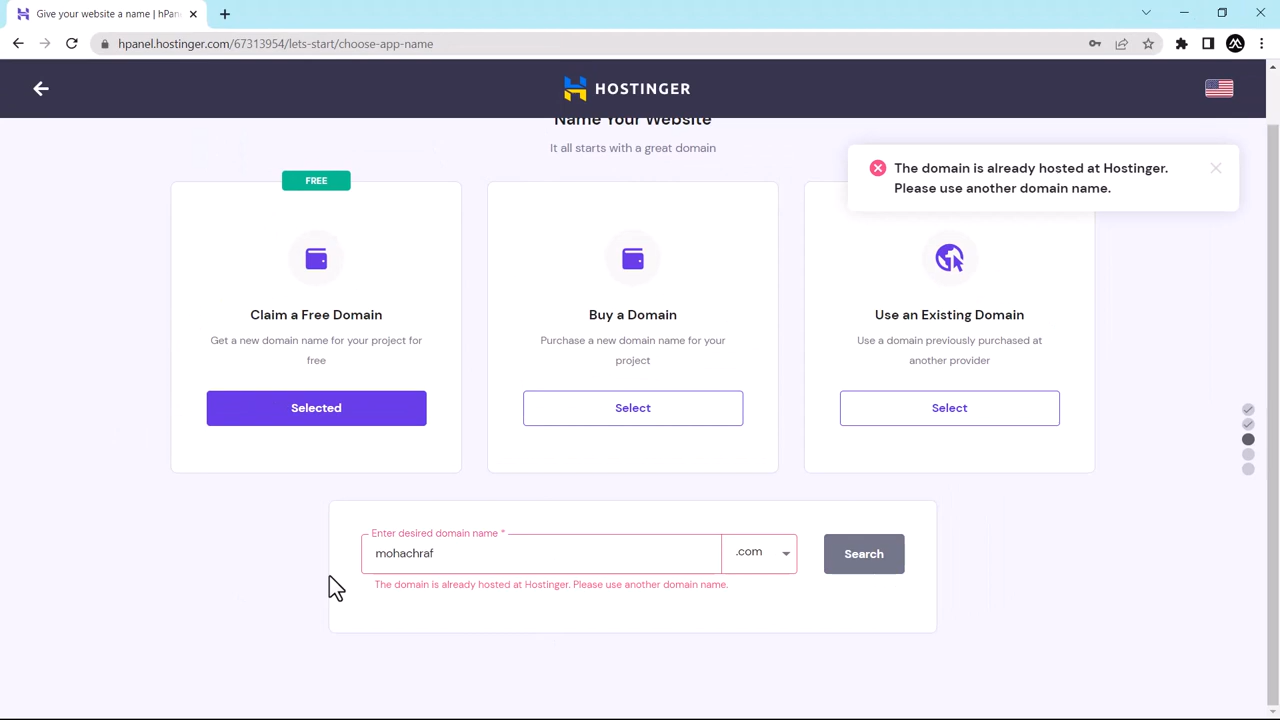 Give your website a name | hPan
hpanel.hostinger.com/67313954/lets-start/choose-app-name
HOSTINGER
Name Your Website
It all starts with a great domain
The domain is already hosted at Hostinger.
Please use another domain name.
FREE
Claim a Free Domain
Get a new domain name for your project for
free
Selected
Buy a Domain
Purchase a new domain name for your
project
Select
Use an Existing Domain
Use a domain previously purchased at
another provider
Select
Enter desired domain name *
mohachraf
.com
Search
The domain is already hosted at Hostinger. Please use another domain name.